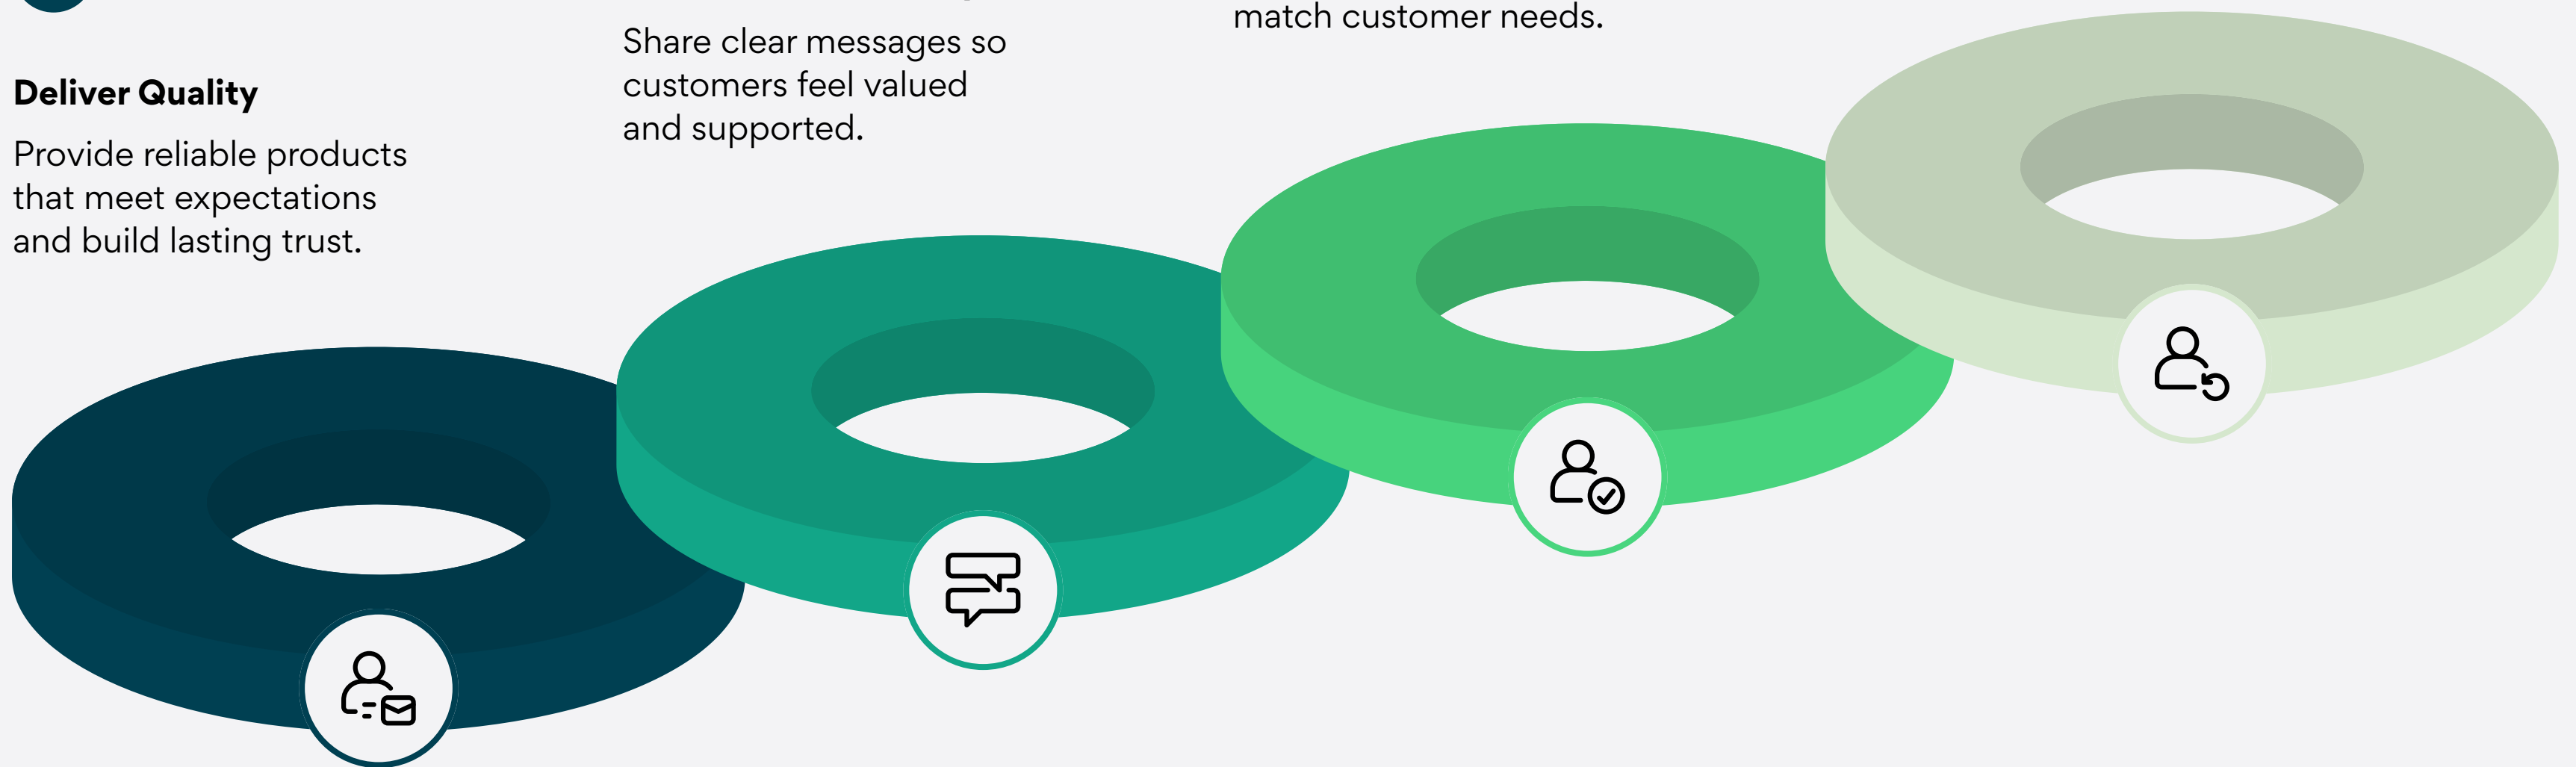 Deliver Quality
Provide reliable products
that meet expectations
and build lasting trust.
Share clear messages so
customers feel valued
and supported.
match customer needs.